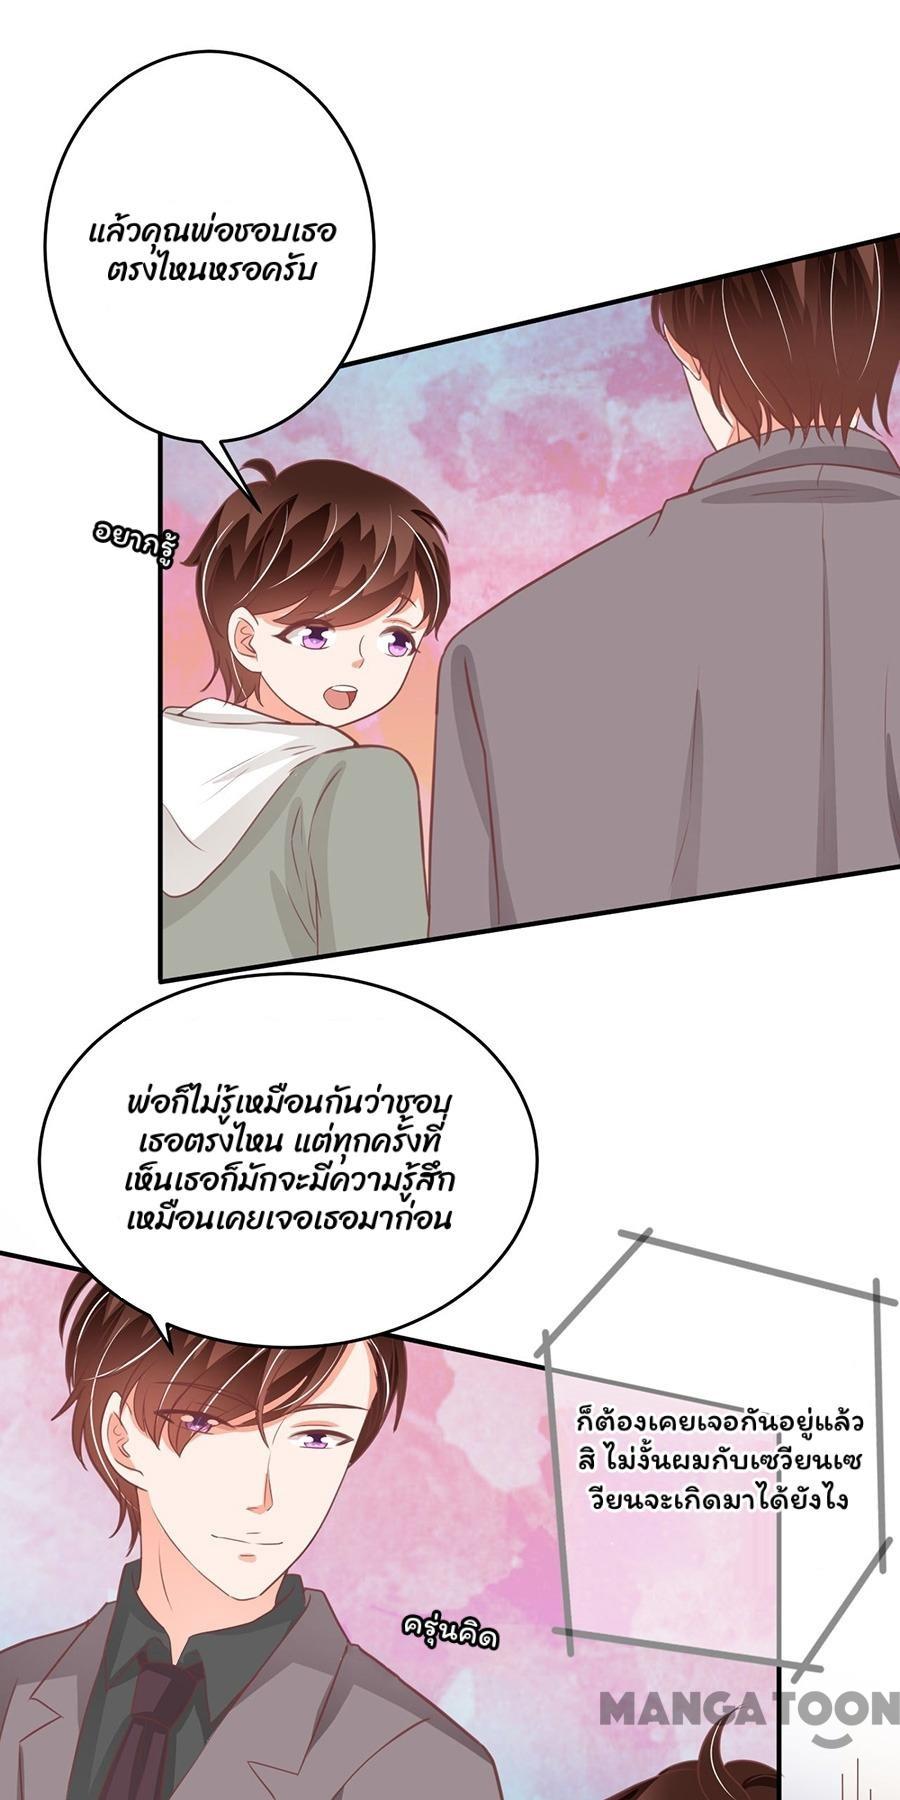 แล้วคุณพ่อชอบเธอ
ตรงไหนหรอครับ
อยากรู้
พ่อก็ไม่รู้เหมือนกันว่าชอบ
เธอตรงไหน แต่ทุกครั้งที่
เห็นเธอก็มักจะมีความรู้สึก
เหมือนเคยเจอเธอมาก่อน
ก็ต้องเคยเจอกันอยู่แล้ว
สิ ไม่งั้นผมกับเซวียนเซ
วียนจะเกิดมาได้ยังไง
ครุ่นคิด
MANGATOON